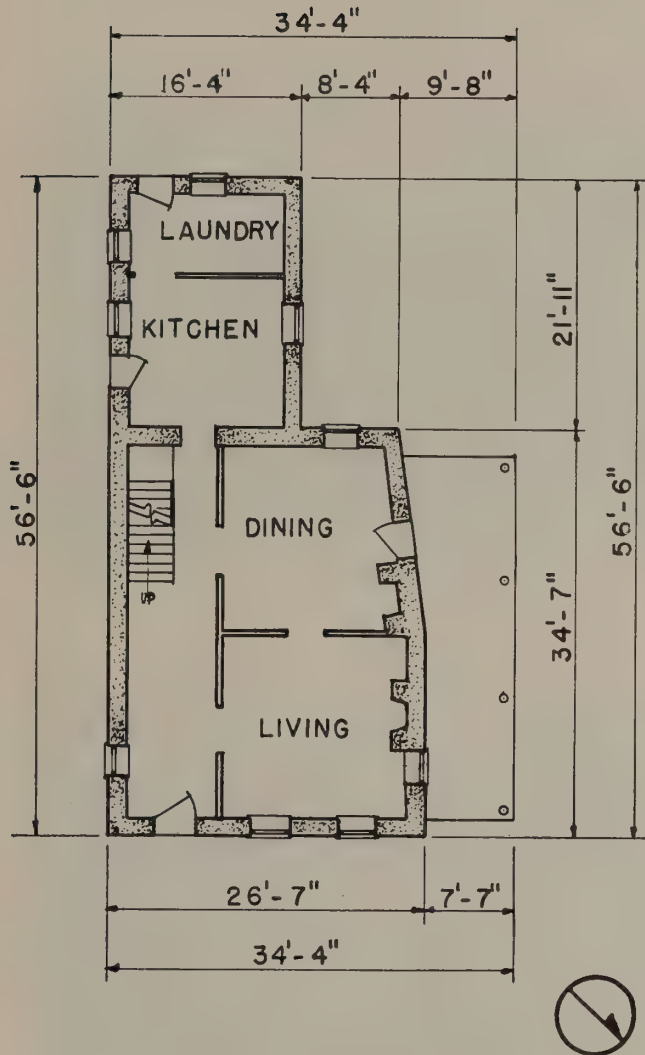 34'-4"
16'-4" 8'-4" 9'-8"
LAUNDRY
KITCHEN
21'-11"
56'-6"
56'-6"
DINING
UP
34'-7"
LIVING
26'-7" 7'-7"
34'-4"